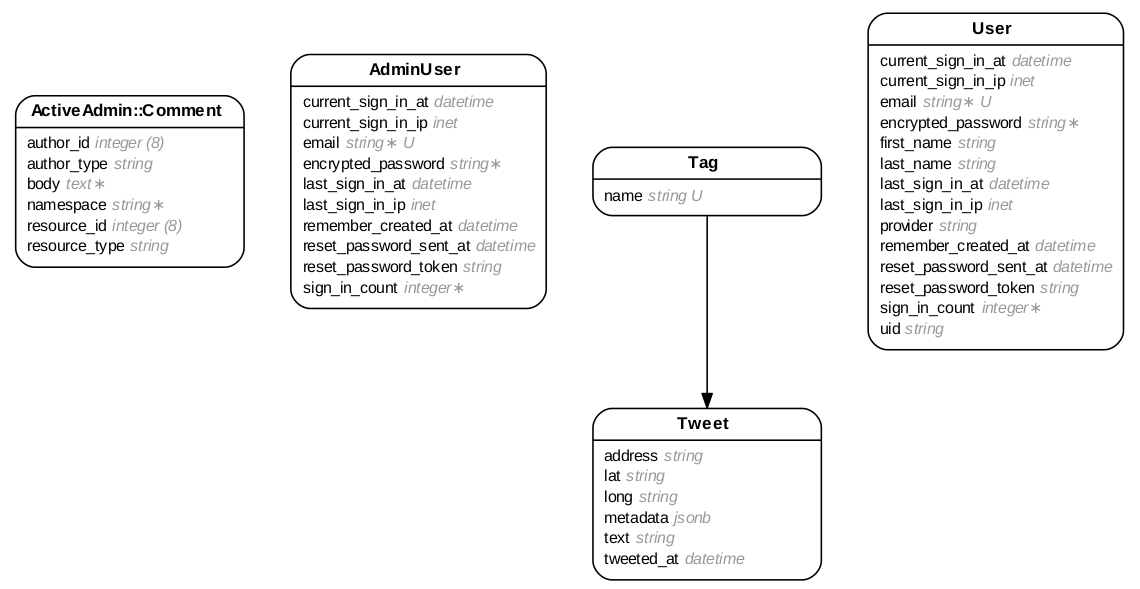 ActiveAdmin::Comment
author_id integer (8)
author_type string
body text∗
namespace string∗
resource_id integer (8)
resource_type string
AdminUser
current_sign_in_at datetime
current_sign_in_ip inet
email string∗ U
encrypted_password string∗
last_sign_in_at datetime
last_sign_in_ip inet
remember_created_at datetime
reset_password_sent_at datetime
reset_password_token string
sign_in_count integer∗
Tag
name string U
Tweet
address string
lat string
long string
metadata jsonb
text string
tweeted_at datetime
User
current_sign_in_at datetime
current_sign_in_ip inet
email string∗ U
encrypted_password string∗
first_name string
last_name string
last_sign_in_at datetime
last_sign_in_ip inet
provider string
remember_created_at datetime
reset_password_sent_at datetime
reset_password_token string
sign_in_count integer∗
uid string